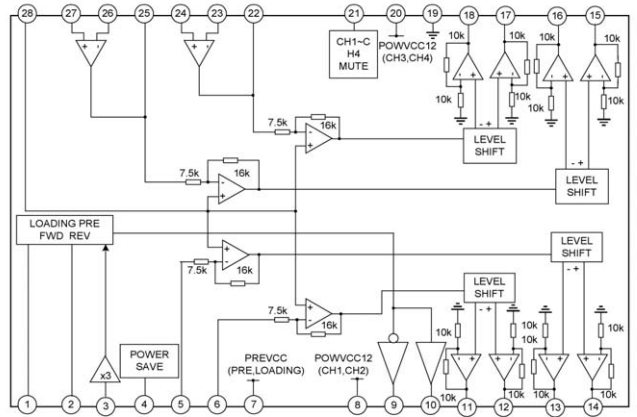 28 27 26 25 24 23 22 21 20 19 18 17 16 15
CH1~C
H4
MUTE
POWVCC12
(CH3,CH4)
10k 10k 10k 10k
10k 10k 10k 10k
7.5k 16k
LEVEL
SHIFT
7.5k 16k
LEVEL
SHIFT
LOADING PRE
FWD REV
7.5k 16k
LEVEL
SHIFT
7.5k 16k
LEVEL
SHIFT
10k 10k 10k 10k
x3
POWER
SAVE
PREVCC
(PRE,LOADING)
POWVCC12
(CH1,CH2)
10k 10k 10k 10k
1 2 3 4 5 6 7 8 9 10 11 12 13 14